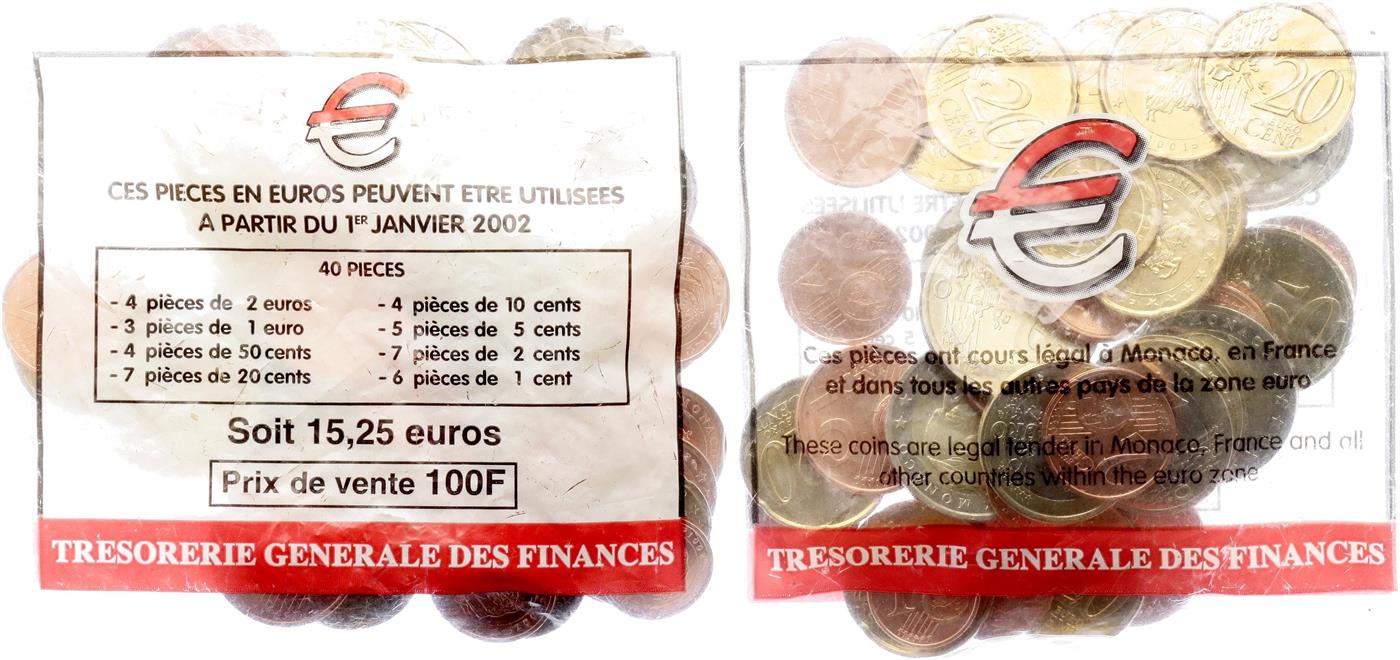 CES PIECES EN EUROS PEUVENT ETRE UTILISEES
A PARTIR DU 1ER JANVIER 2002
40 PIECES
- 4 pièces de 2 euros
- 3 pièces de 1 euro
- 4 pièces de 50 cents
- 7 pièces de 20 cents
- 4 pièces de 10 cents
- 5 pièces de 5 cents
- 7 pièces de 2 cents
- 6 pièces de 1 cent
Soit 15,25 euros
Prix de vente 100F
TRESORERIE GENERALE DES FINANCES
20
EURO
CENT
20
CENT
Ces pièces ont cours légal à Monaco, en France
et dans tous les autres pays de la zone euro
These coins are legal tender in Monaco, France and all
other countries within the euro zone
TRESORERIE GENERALE DES FINANCES